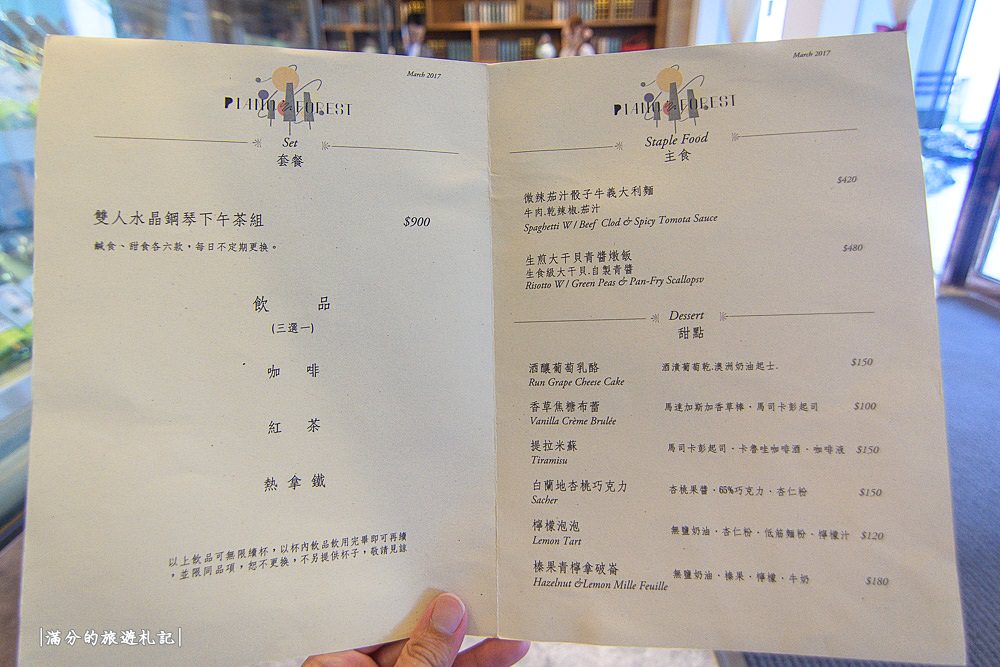 March 2017
PIANO & FOREST
Set
套餐
雙人水晶鋼琴下午茶組 $900
鹹食、甜食各六款，每日不定期更換。
飲 品
(三選一)
咖 啡
紅 茶
熱 拿 鐵
以上飲品可無限續杯，以杯內飲品飲用完畢即可再續
，並限同品項，恕不更換，不另提供杯子，敬請見諒
March 2017
PIANO & FOREST
Staple Food
主食
微辣茄汁骰子牛義大利麵 $420
牛肉.乾辣椒.茄汁
Spaghetti W / Beef Clod & Spicy Tomota Sauce
生煎大干貝青醬燉飯 $480
生食級大干貝.自製青醬
Risotto W / Green Peas & Pan-Fry Scallopsv
Dessert
甜點
酒釀葡萄乳酪 酒漬葡萄乾.澳洲奶油起士. $150
Run Grape Cheese Cake
香草焦糖布蕾 馬達加斯加香草棒、馬司卡彭起司 $100
Vanilla Crème Brulée
提拉米蘇 馬司卡彭起司、卡魯哇咖啡酒、咖啡液 $150
Tiramisu
白蘭地杏桃巧克力 杏桃果醬、65%巧克力、杏仁粉 $150
Sacher
檸檬泡泡 無鹽奶油、杏仁粉、低筋麵粉、檸檬汁 $120
Lemon Tart
榛果青檸拿破崙 無鹽奶油、榛果、檸檬、牛奶 $180
Hazelnut &Lemon Mille Feuille
|滿分的旅遊札記|